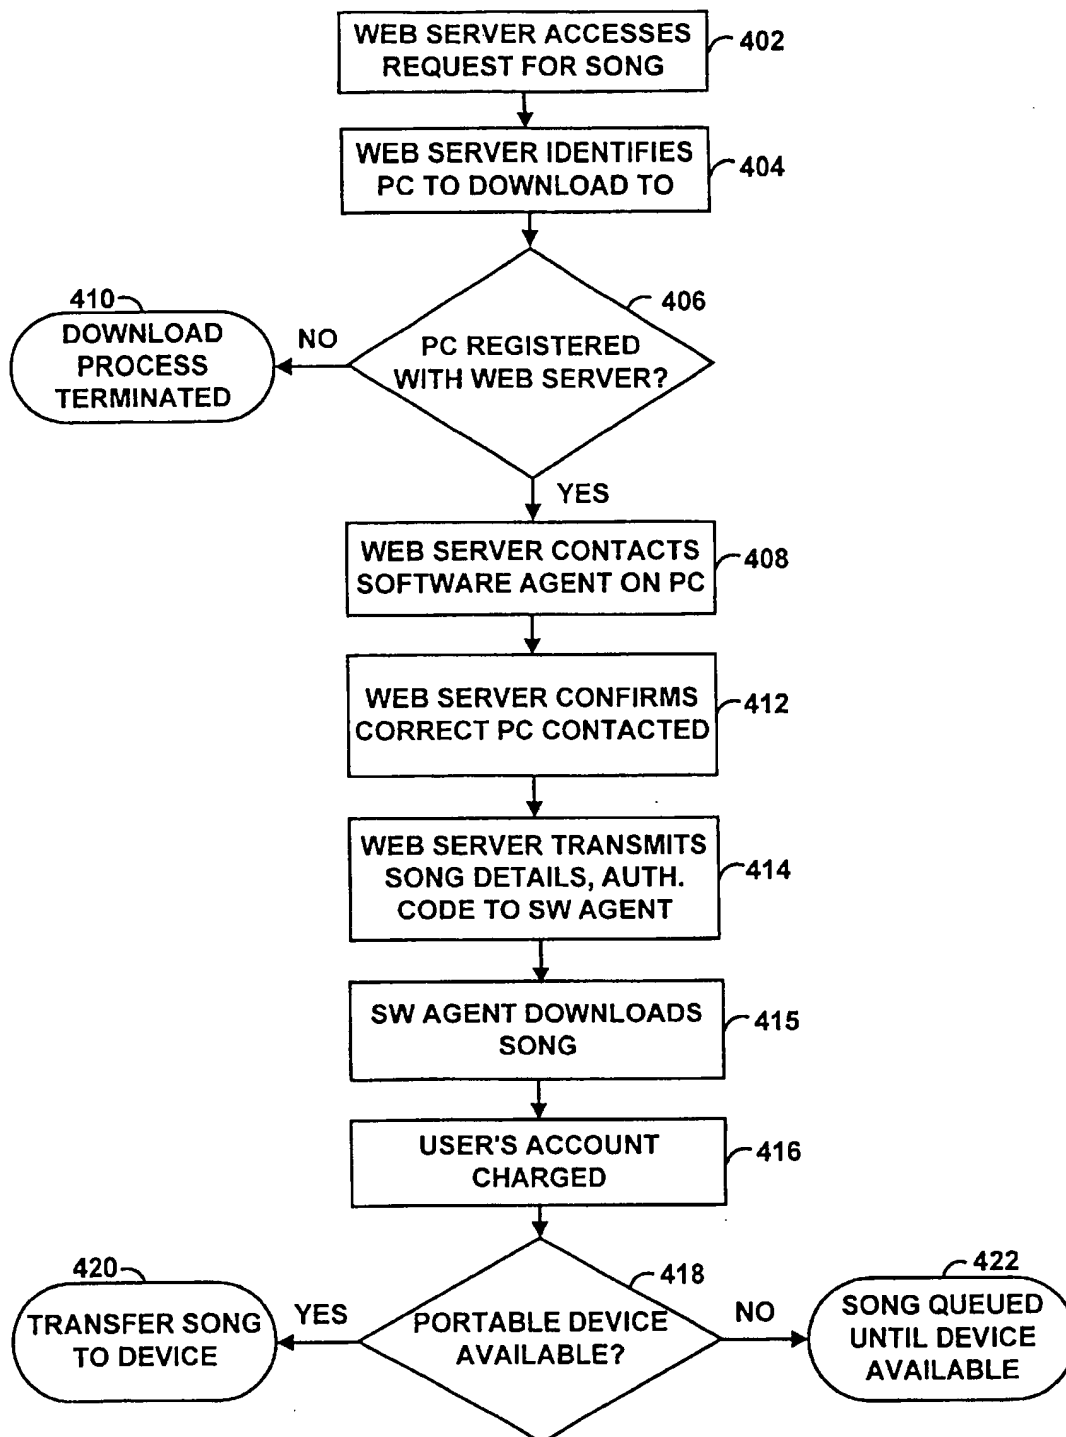 WEB SERVER ACCESSES
REQUEST FOR SONG
402
WEB SERVER IDENTIFIES
PC TO DOWNLOAD TO
404
406
PC REGISTERED
WITH WEB SERVER?
NO
410
DOWNLOAD
PROCESS
TERMINATED
YES
WEB SERVER CONTACTS
SOFTWARE AGENT ON PC
408
WEB SERVER CONFIRMS
CORRECT PC CONTACTED
412
WEB SERVER TRANSMITS
SONG DETAILS, AUTH.
CODE TO SW AGENT
414
SW AGENT DOWNLOADS
SONG
415
USER'S ACCOUNT
CHARGED
416
418
PORTABLE DEVICE
AVAILABLE?
YES
420
TRANSFER SONG
TO DEVICE
NO
422
SONG QUEUED
UNTIL DEVICE
AVAILABLE